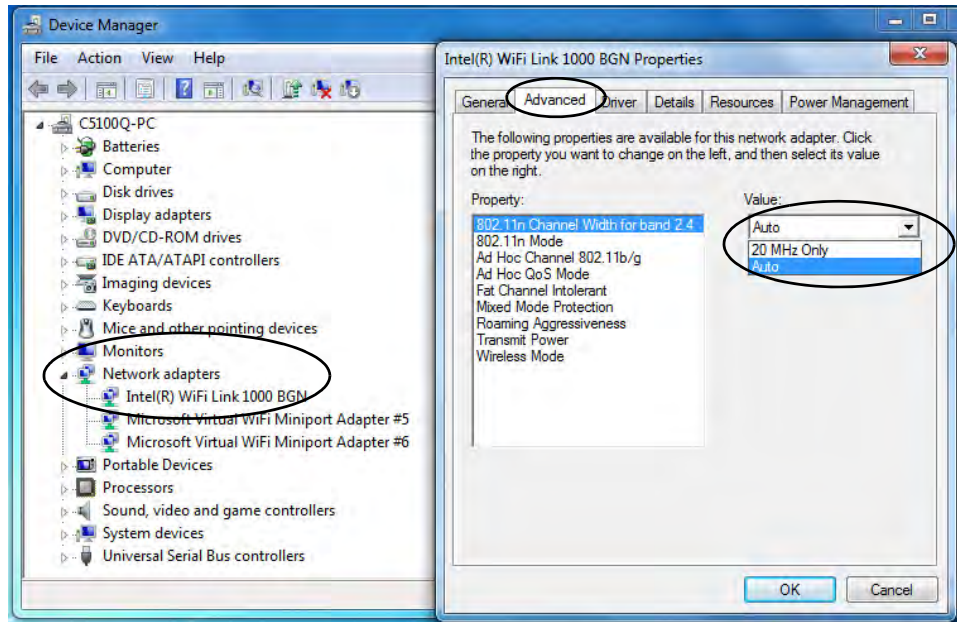 Device Manager
File Action View Help
C5100Q-PC
Batteries
Computer
Disk drives
Display adapters
DVD/CD-ROM drives
IDE ATA/ATAPI controllers
Imaging devices
Keyboards
Mice and other pointing devices
Monitors
Network adapters
Intel(R) WiFi Link 1000 BGN
Microsoft Virtual WiFi Miniport Adapter #5
Microsoft Virtual WiFi Miniport Adapter #6
Portable Devices
Processors
Sound, video and game controllers
System devices
Universal Serial Bus controllers
Intel(R) WiFi Link 1000 BGN Properties
General Advanced Driver Details Resources Power Management
The following properties are available for this network adapter. Click
the property you want to change on the left, and then select its value
on the right.
Property:
802.11n Channel Width for band 2.4
802.11n Mode
Ad Hoc Channel 802.11b/g
Ad Hoc QoS Mode
Fat Channel Intolerant
Mixed Mode Protection
Roaming Aggressiveness
Transmit Power
Wireless Mode
Value:
Auto
20 MHz Only
Auto
OK Cancel